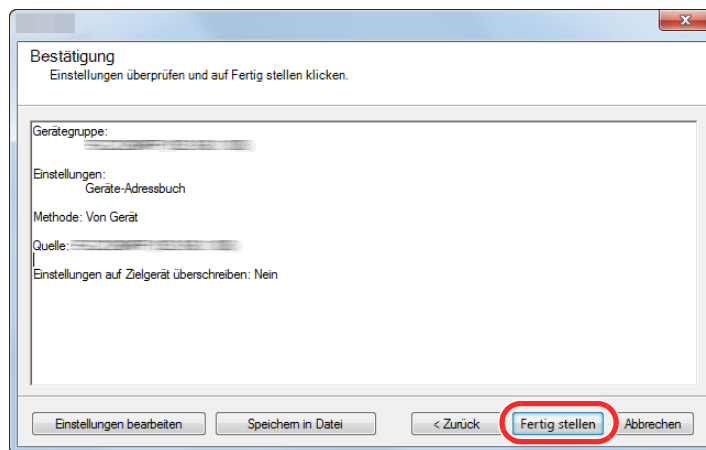 Bestätigung
Einstellungen überprüfen und auf Fertig stellen klicken.
Gerätegruppe:
Einstellungen:
Geräte-Adressbuch
Methode: Von Gerät
Quelle:
Einstellungen auf Zielgerät überschreiben: Nein
Einstellungen bearbeiten Speichern in Datei < Zurück Fertig stellen Abbrechen